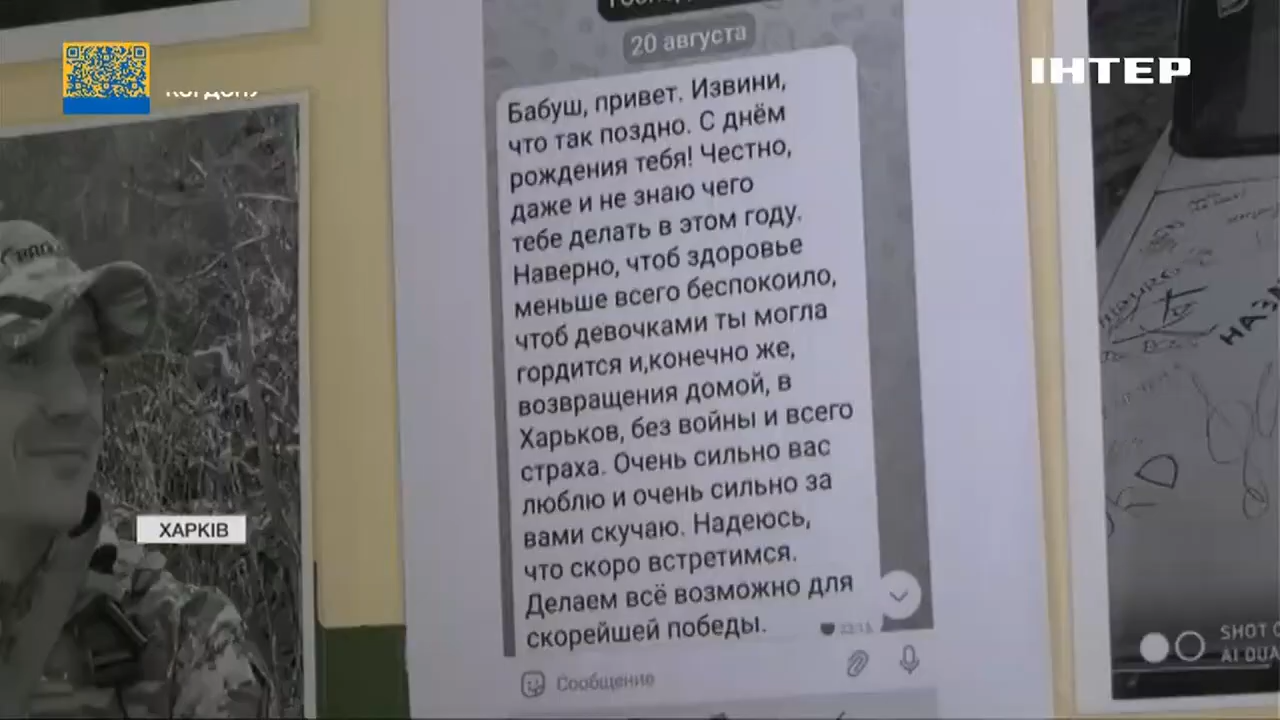 20 августа
ІНТЕР
Бабуш, привет. Извини,
что так поздно. С днём
рождения тебя! Честно,
даже и не знаю чего
тебе делать в этом году.
Наверно, чтоб здоровье
меньше всего беспокоило,
чтоб девочками ты могла
гордится и,конечно же,
возвращения домой, в
Харьков, без войны и всего
страха. Очень сильно вас
люблю и очень сильно за
вами скучаю. Надеюсь,
что скоро встретимся.
Делаем всё возможно для
скорейшей победы.
Сообщение
ХАРКІВ
SHOT
AI